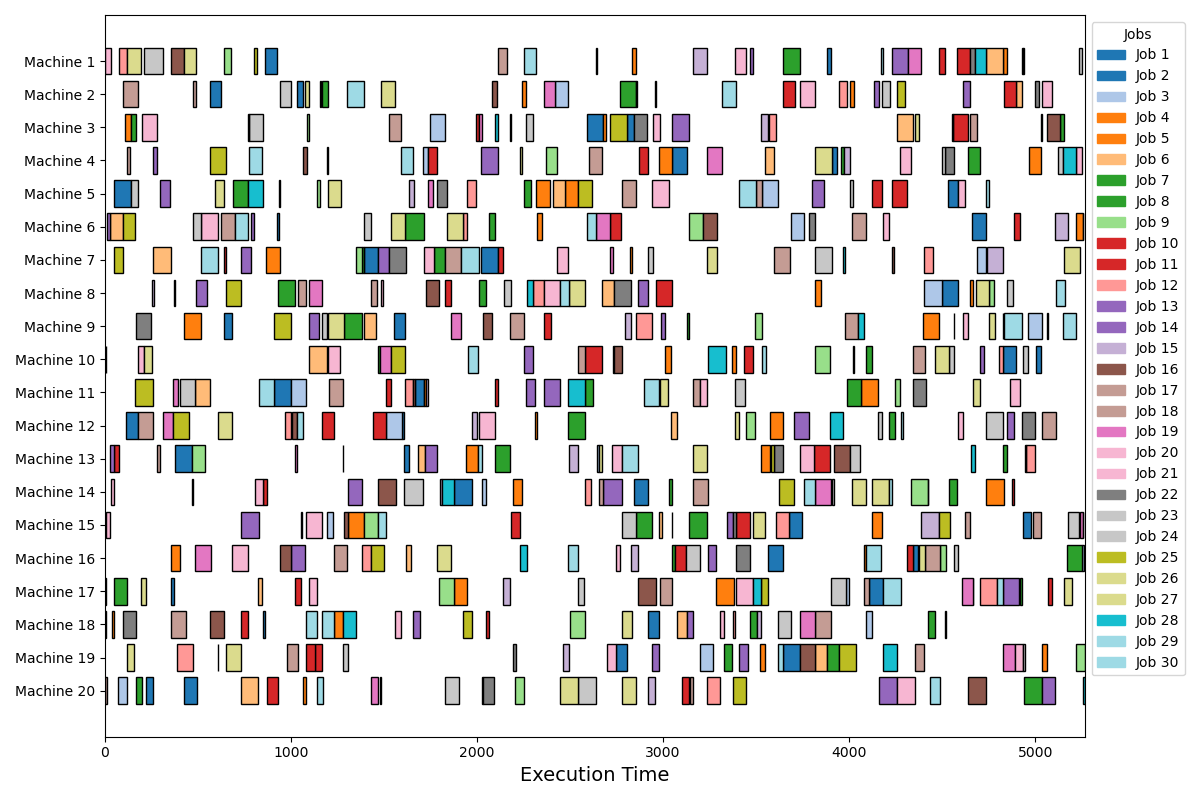 Machine 1
Machine 2
Machine 3
Machine 4
Machine 5
Machine 6
Machine 7
Machine 8
Machine 9
Machine 10
Machine 11
Machine 12
Machine 13
Machine 14
Machine 15
Machine 16
Machine 17
Machine 18
Machine 19
Machine 20
0 1000 2000 3000 4000 5000
Execution Time
Jobs
Job 1
Job 2
Job 3
Job 4
Job 5
Job 6
Job 7
Job 8
Job 9
Job 10
Job 11
Job 12
Job 13
Job 14
Job 15
Job 16
Job 17
Job 18
Job 19
Job 20
Job 21
Job 22
Job 23
Job 24
Job 25
Job 26
Job 27
Job 28
Job 29
Job 30